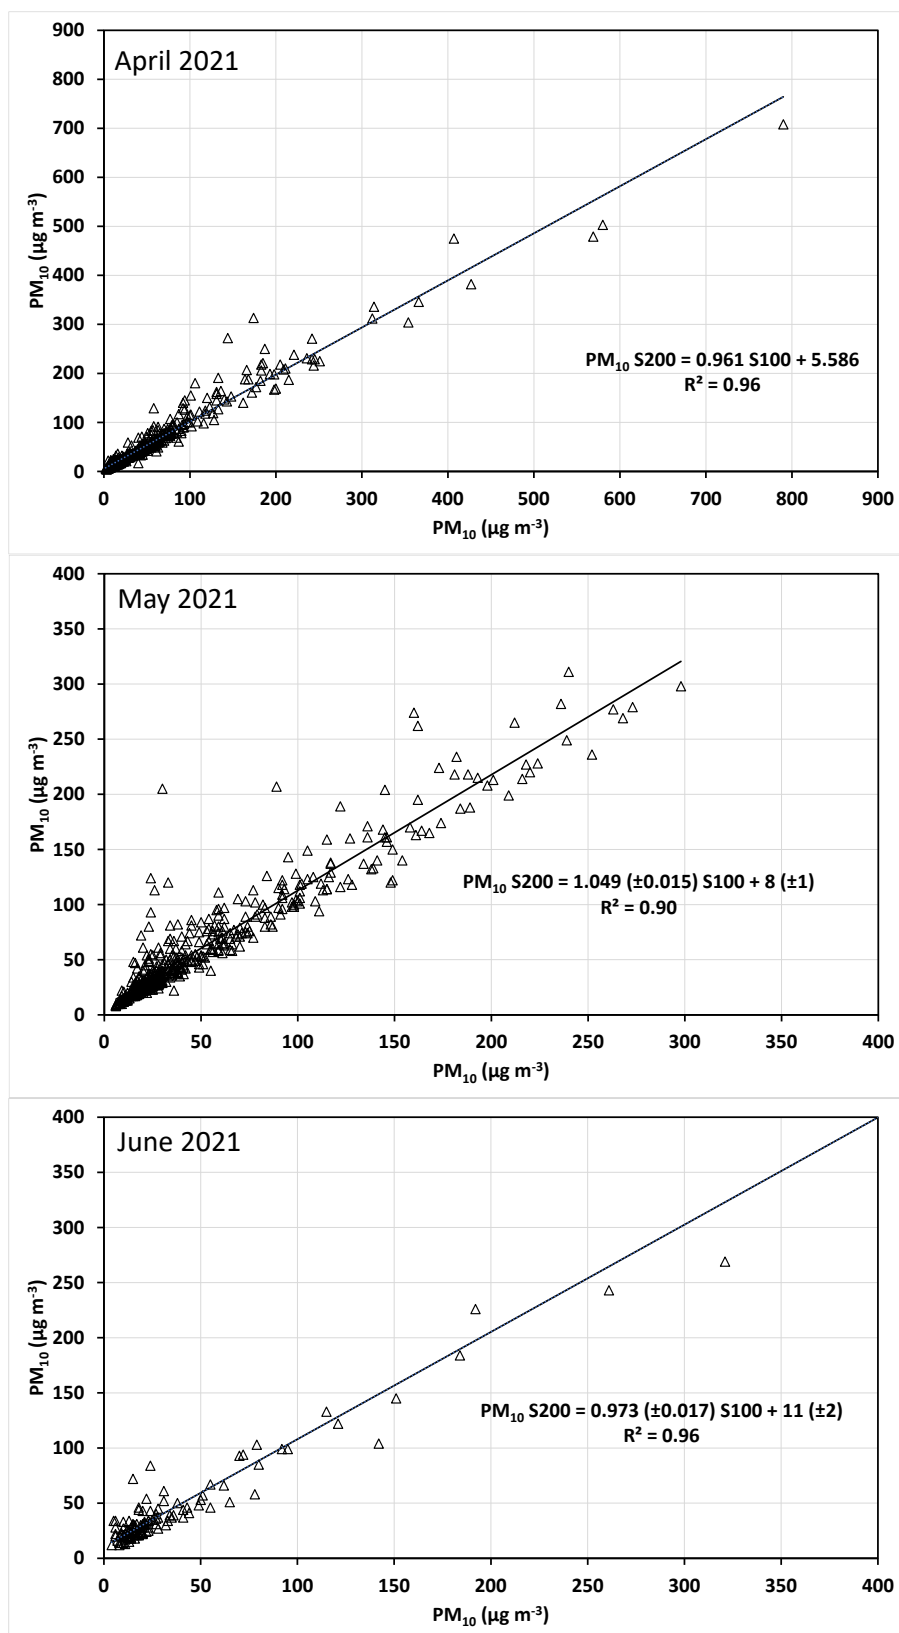 April 2021
900
800
700
600
500
400
300
200
100
0
PM₁₀ (µg m⁻³)
PM₁₀ S200 = 0.961 S100 + 5.586
R² = 0.96
0 100 200 300 400 500 600 700 800 900
PM₁₀ (µg m⁻³)
May 2021
400
350
300
250
200
150
100
50
0
PM₁₀ (µg m⁻³)
PM₁₀ S200 = 1.049 (±0.015) S100 + 8 (±1)
R² = 0.90
0 50 100 150 200 250 300 350 400
PM₁₀ (µg m⁻³)
June 2021
400
350
300
250
200
150
100
50
0
PM₁₀ (µg m⁻³)
PM₁₀ S200 = 0.973 (±0.017) S100 + 11 (±2)
R² = 0.96
0 50 100 150 200 250 300 350 400
PM₁₀ (µg m⁻³)